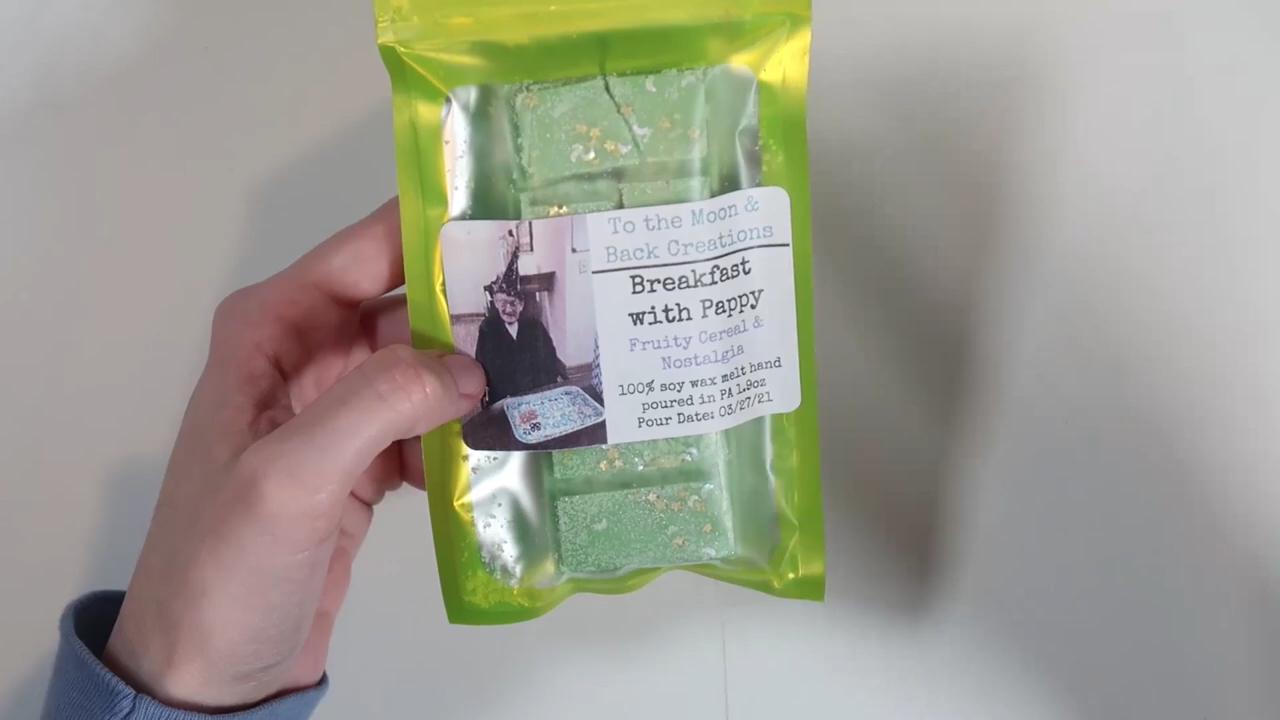 To the Moon &
Back Creations
Breakfast
with Pappy
Fruity Cereal &
Nostalgia
100% soy wax melt hand
poured in PA 1.9oz
Pour Date: 03/27/21